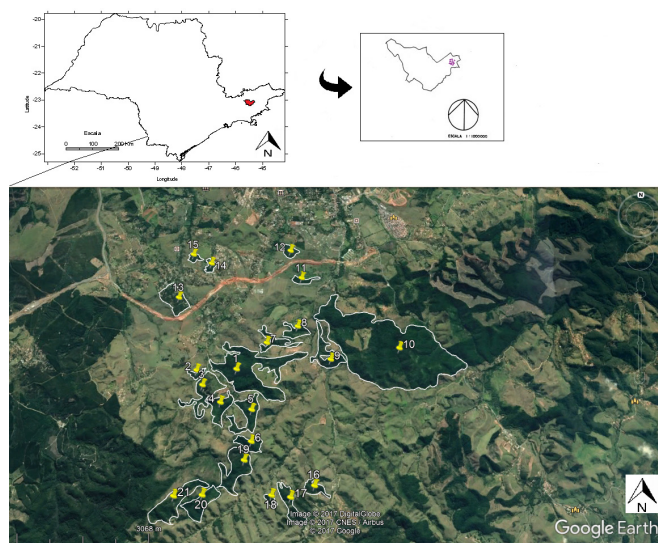 -20
-21
-22
-23
-24
-25
Latitude
Escala
0 100 200 Km
N
-52 -51 -50 -49 -48 -47 -46 -45 -44
Longitude
ESCALA 1:1000000
N
15
14
12
11
13
8
7
9
10
2
4
5
6
19
21
20
16
17
18
3068 m
Image © 2017 DigitalGlobe
Image © 2017 CNES / Airbus
© 2017 Google
N
Google Earth